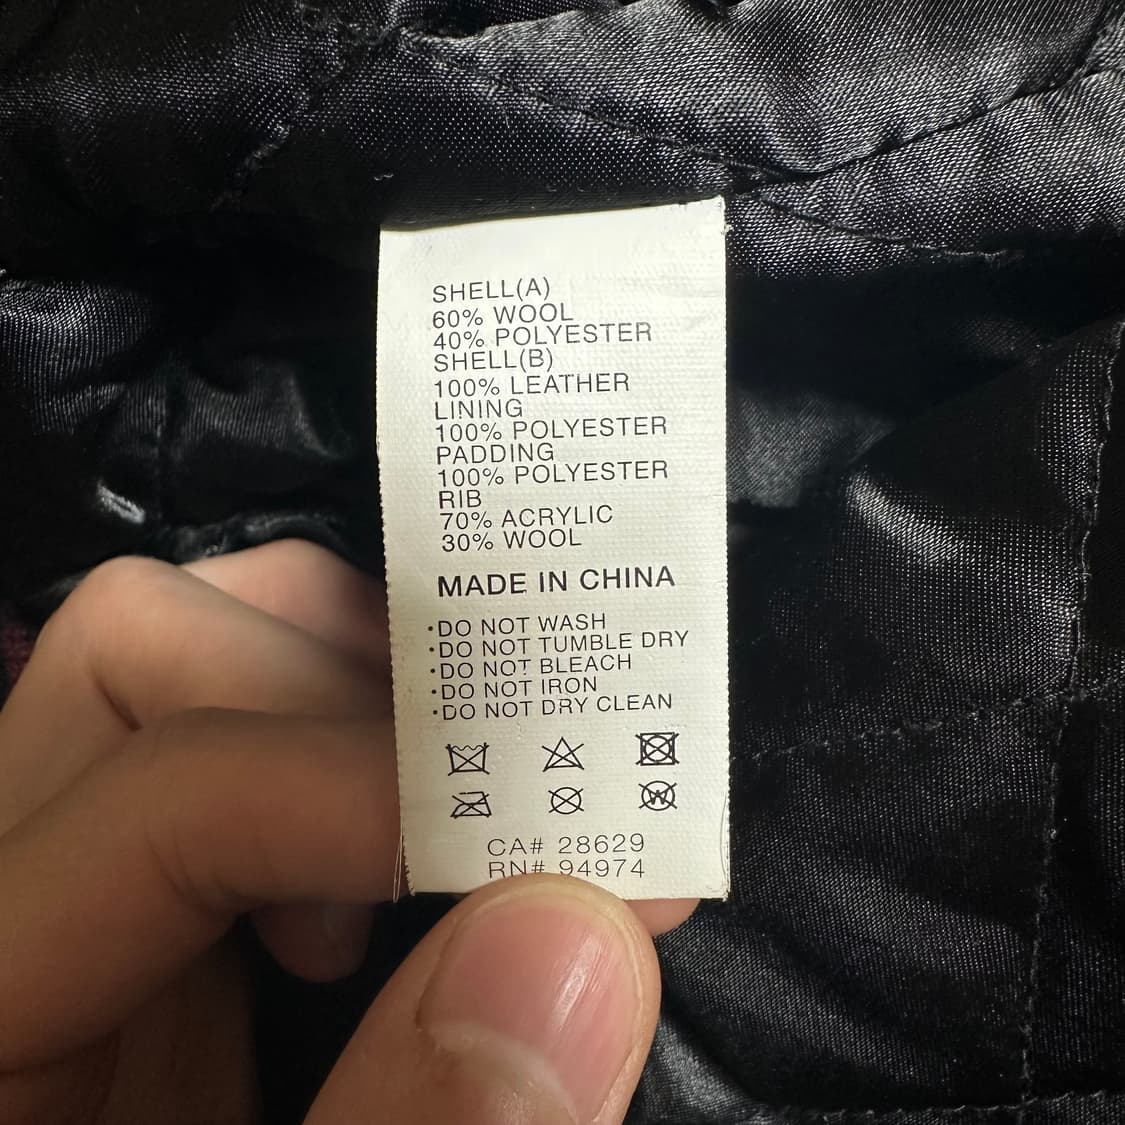 SHELL(A)
60% WOOL
40% POLYESTER
SHELL(B)
100% LEATHER
LINING
100% POLYESTER
PADDING
100% POLYESTER
RIB
70% ACRYLIC
30% WOOL
MADE IN CHINA
·DO NOT WASH
·DO NOT TUMBLE DRY
·DO NOT BLEACH
·DO NOT IRON
·DO NOT DRY CLEAN
W
CA# 28629
RN# 94974